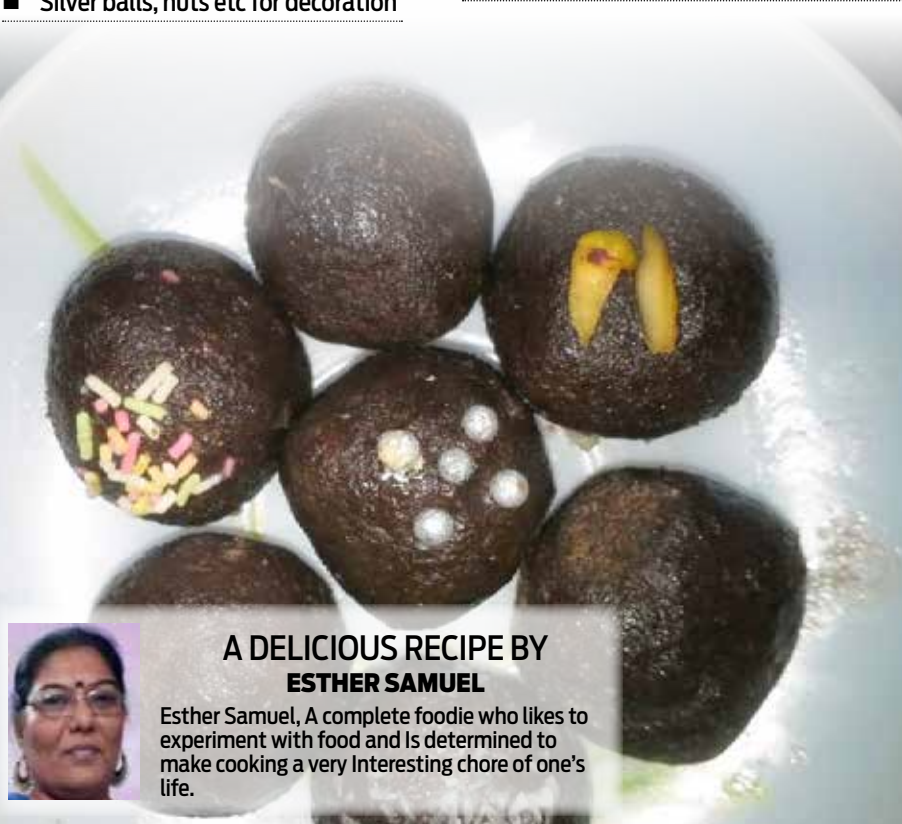 ■ Silver balls, nuts etc for decoration
A DELICIOUS RECIPE BY
ESTHER SAMUEL
Esther Samuel, A complete foodie who likes to
experiment with food and Is determined to
make cooking a very Interesting chore of one's
life.